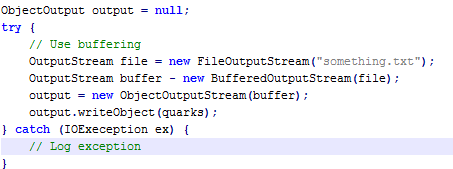 ObjectOutput output = null;
try {
    // Use buffering
    OutputStream file = new FileOutputStream("something.txt");
    OutputStream buffer - new BufferedOutputStream(file);
    output = new ObjectOutputStream(buffer);
    output.writeObject(quarks);
} catch (IOExeception ex) {
    // Log exception
}